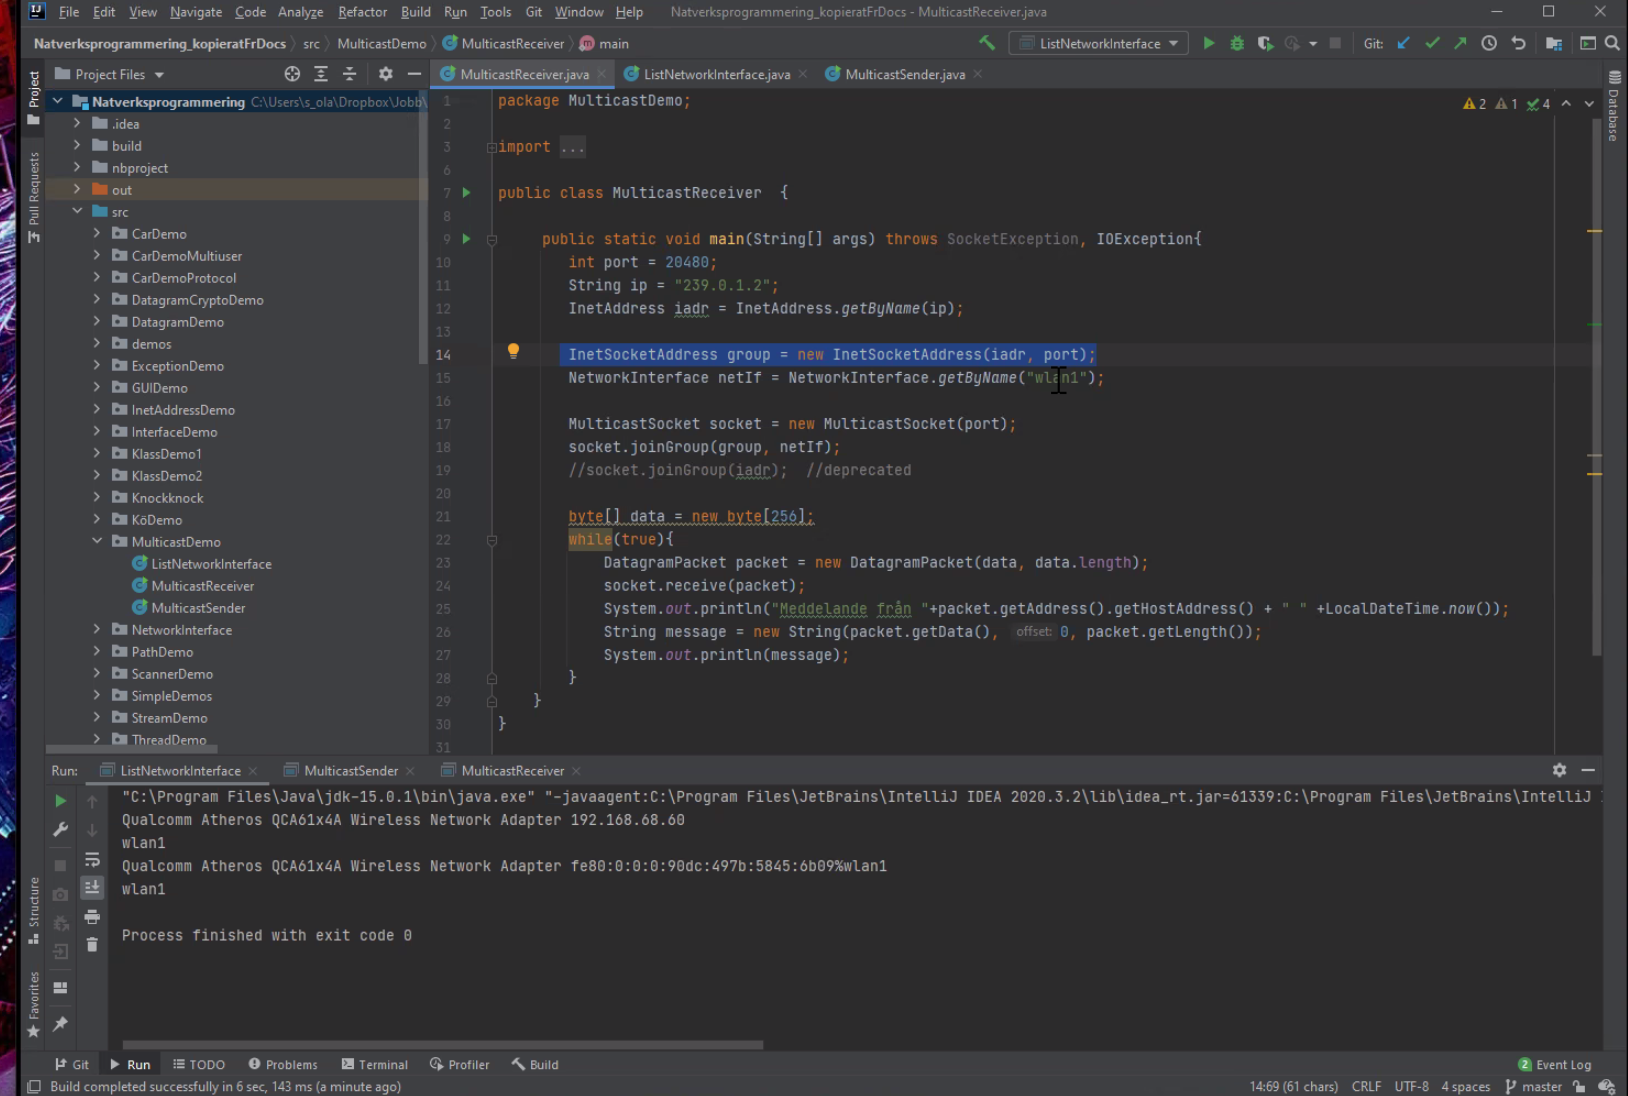 File Edit View Navigate Code Analyze Refactor Build Run Tools Git Window Help Natverksprogrammering_kopieratFrDocs - MulticastReceiver.java
Natverksprogrammering_kopieratFrDocs src MulticastDemo MulticastReceiver main ListNetworkInterface Git:
Project Files
MulticastReceiver.java ListNetworkInterface.java MulticastSender.java
Project
Pull Requests
Structure
Favorites
Database
Natverksprogrammering C:\Users\s_ola\Dropbox\Jobb\
.idea
build
nbproject
out
src
CarDemo
CarDemoMultiuser
CarDemoProtocol
DatagramCryptoDemo
DatagramDemo
demos
ExceptionDemo
GUIDemo
InetAddressDemo
InterfaceDemo
KlassDemo1
KlassDemo2
Knockknock
KöDemo
MulticastDemo
ListNetworkInterface
MulticastReceiver
MulticastSender
NetworkInterface
PathDemo
ScannerDemo
SimpleDemos
StreamDemo
ThreadDemo
2 1 4
1 package MulticastDemo;
2
3 import ...
6
7 public class MulticastReceiver {
8
9 public static void main(String[] args) throws SocketException, IOException{
10 int port = 20480;
11 String ip = "239.0.1.2";
12 InetAddress iadr = InetAddress.getByName(ip);
13
14 InetSocketAddress group = new InetSocketAddress(iadr, port);
15 NetworkInterface netIf = NetworkInterface.getByName("wlan1");
16
17 MulticastSocket socket = new MulticastSocket(port);
18 socket.joinGroup(group, netIf);
19 //socket.joinGroup(iadr); //deprecated
20
21 byte[] data = new byte[256];
22 while(true){
23 DatagramPacket packet = new DatagramPacket(data, data.length);
24 socket.receive(packet);
25 System.out.println("Meddelande från "+packet.getAddress().getHostAddress() + " " +LocalDateTime.now());
26 String message = new String(packet.getData(), offset: 0, packet.getLength());
27 System.out.println(message);
28 }
29 }
30 }
31
Run: ListNetworkInterface MulticastSender MulticastReceiver
"C:\Program Files\Java\jdk-15.0.1\bin\java.exe" "-javaagent:C:\Program Files\JetBrains\IntelliJ IDEA 2020.3.2\lib\idea_rt.jar=61339:C:\Program Files\JetBrains\IntelliJ
Qualcomm Atheros QCA61x4A Wireless Network Adapter 192.168.68.60
wlan1
Qualcomm Atheros QCA61x4A Wireless Network Adapter fe80:0:0:0:90dc:497b:5845:6b09%wlan1
wlan1
Process finished with exit code 0
Git Run TODO Problems Terminal Profiler Build 2 Event Log
Build completed successfully in 6 sec, 143 ms (a minute ago) 14:69 (61 chars) CRLF UTF-8 4 spaces master